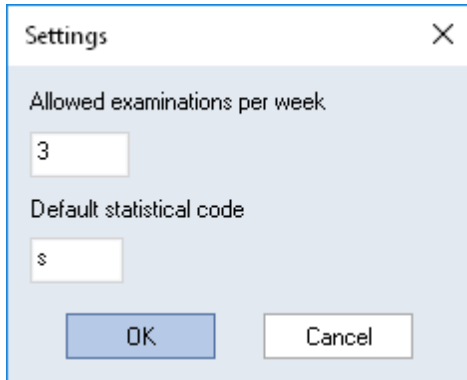 Settings
Allowed examinations per week
3
Default statistical code
s
OK Cancel